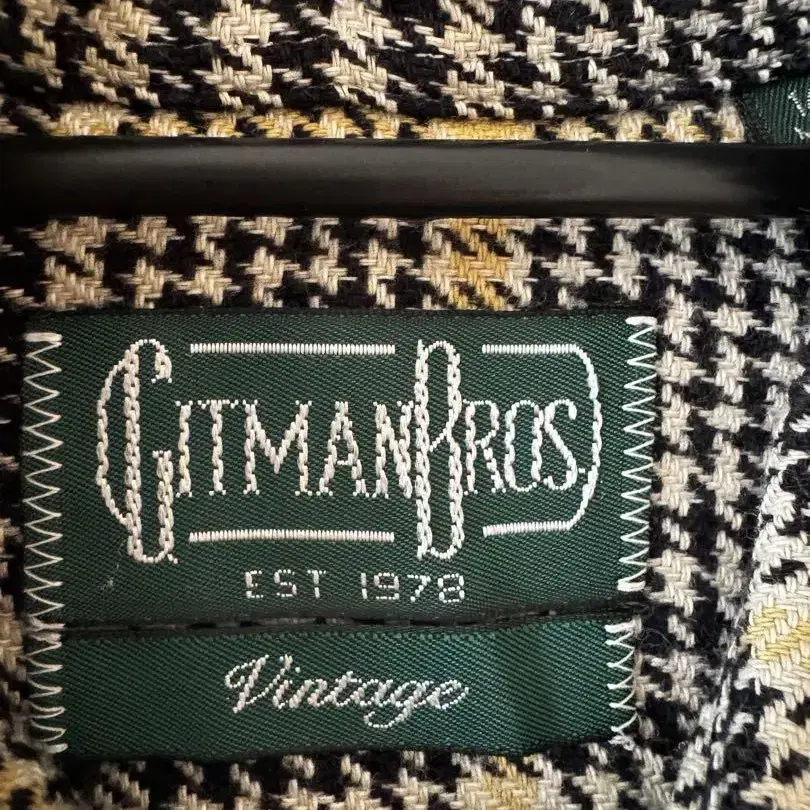 GITMAN BROS.
EST 1978
Vintage